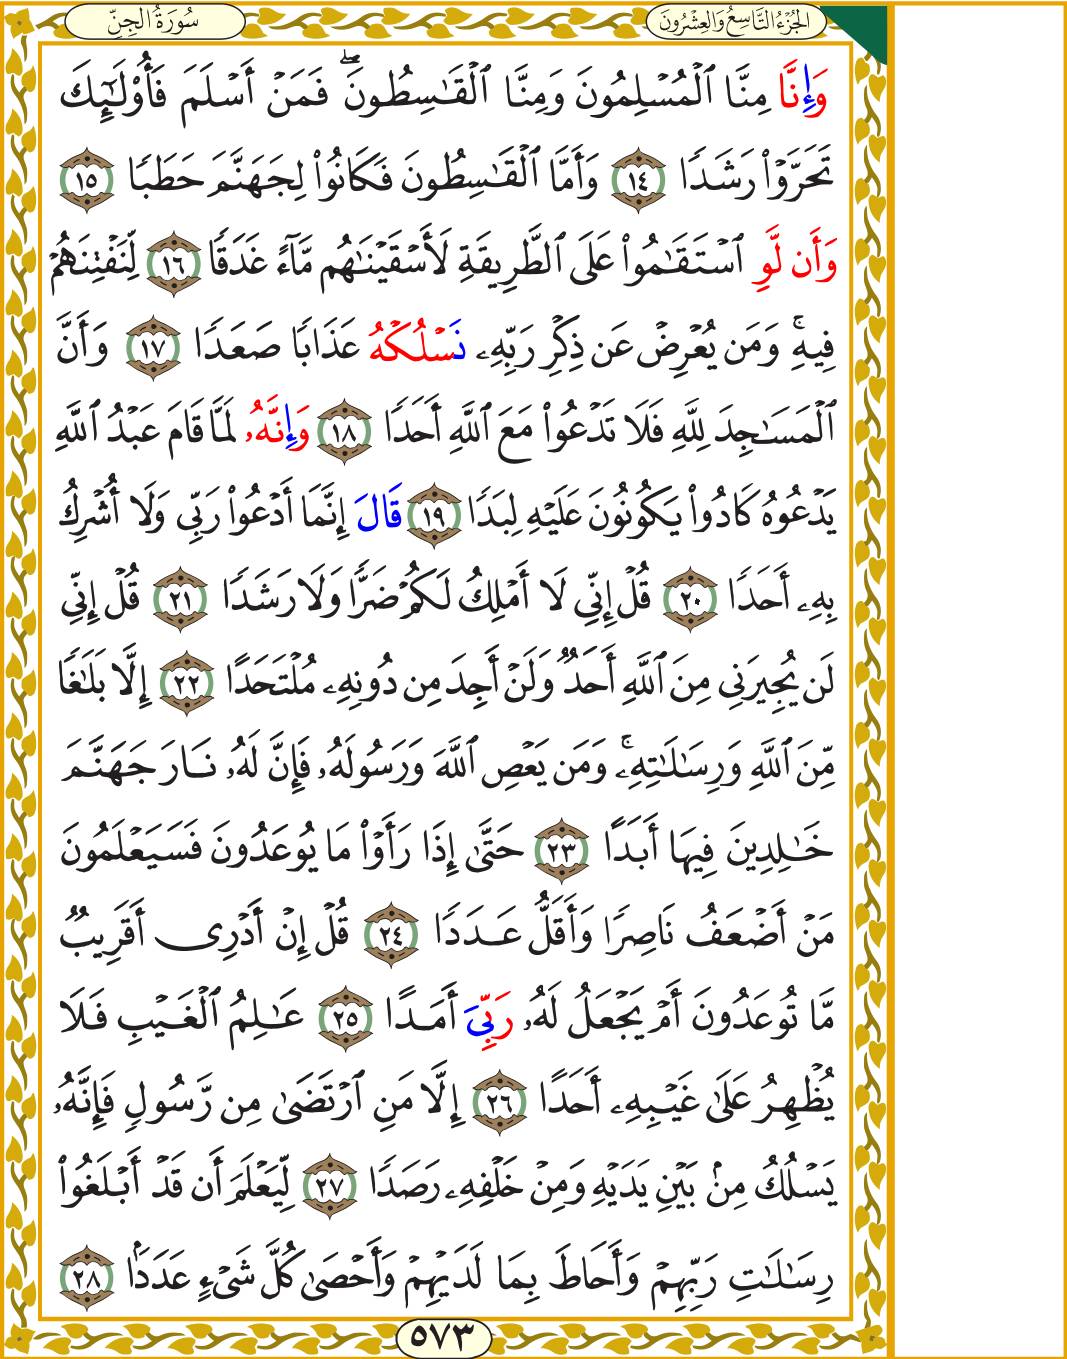 سُورَةُ الجِنِّ الجُزْءُ التَّاسِعُ وَالعِشْرُونَ
وَإِنَّا مِنَّا ٱلْمُسْلِمُونَ وَمِنَّا ٱلْقَٰسِطُونَۖ فَمَنْ أَسْلَمَ فَأُوْلَٰٓئِكَ
تَحَرَّوْاْ رَشَدًا ١٤ وَأَمَّا ٱلْقَٰسِطُونَ فَكَانُواْ لِجَهَنَّمَ حَطَبًا ١٥
وَأَن لَّوِ ٱسْتَقَٰمُواْ عَلَى ٱلطَّرِيقَةِ لَأَسْقَيْنَٰهُم مَّآءً غَدَقًا ١٦ لِّنَفْتِنَهُمْ
فِيهِۚ وَمَن يُعْرِضْ عَن ذِكْرِ رَبِّهِۦ نَسْلُكْهُ عَذَابًا صَعَدًا ١٧ وَأَنَّ
ٱلْمَسَٰجِدَ لِلَّهِ فَلَا تَدْعُواْ مَعَ ٱللَّهِ أَحَدًا ١٨ وَإِنَّهُۥ لَمَّا قَامَ عَبْدُ ٱللَّهِ
يَدْعُوهُ كَادُواْ يَكُونُونَ عَلَيْهِ لِبَدًا ١٩ قَالَ إِنَّمَآ أَدْعُواْ رَبِّي وَلَآ أُشْرِكُ
بِهِۦٓ أَحَدًا ٢٠ قُلْ إِنِّي لَآ أَمْلِكُ لَكُمْ ضَرًّا وَلَا رَشَدًا ٢١ قُلْ إِنِّي
لَن يُجِيرَنِي مِنَ ٱللَّهِ أَحَدٌ وَلَنْ أَجِدَ مِن دُونِهِۦ مُلْتَحَدًا ٢٢ إِلَّا بَلَٰغًا
مِّنَ ٱللَّهِ وَرِسَٰلَٰتِهِۦۚ وَمَن يَعْصِ ٱللَّهَ وَرَسُولَهُۥ فَإِنَّ لَهُۥ نَارَ جَهَنَّمَ
خَٰلِدِينَ فِيهَآ أَبَدًا ٢٣ حَتَّىٰٓ إِذَا رَأَوْاْ مَا يُوعَدُونَ فَسَيَعْلَمُونَ
مَنْ أَضْعَفُ نَاصِرًا وَأَقَلُّ عَدَدًا ٢٤ قُلْ إِنْ أَدْرِيٓ أَقَرِيبٌ
مَّا تُوعَدُونَ أَمْ يَجْعَلُ لَهُۥ رَبِّيَ أَمَدًا ٢٥ عَٰلِمُ ٱلْغَيْبِ فَلَا
يُظْهِرُ عَلَىٰ غَيْبِهِۦٓ أَحَدًا ٢٦ إِلَّا مَنِ ٱرْتَضَىٰ مِن رَّسُولٍ فَإِنَّهُۥ
يَسْلُكُ مِنۢ بَيْنِ يَدَيْهِ وَمِنْ خَلْفِهِۦ رَصَدًا ٢٧ لِّيَعْلَمَ أَن قَدْ أَبْلَغُواْ
رِسَٰلَٰتِ رَبِّهِمْ وَأَحَاطَ بِمَا لَدَيْهِمْ وَأَحْصَىٰ كُلَّ شَيْءٍ عَدَدًۢا ٢٨
٥٧٣